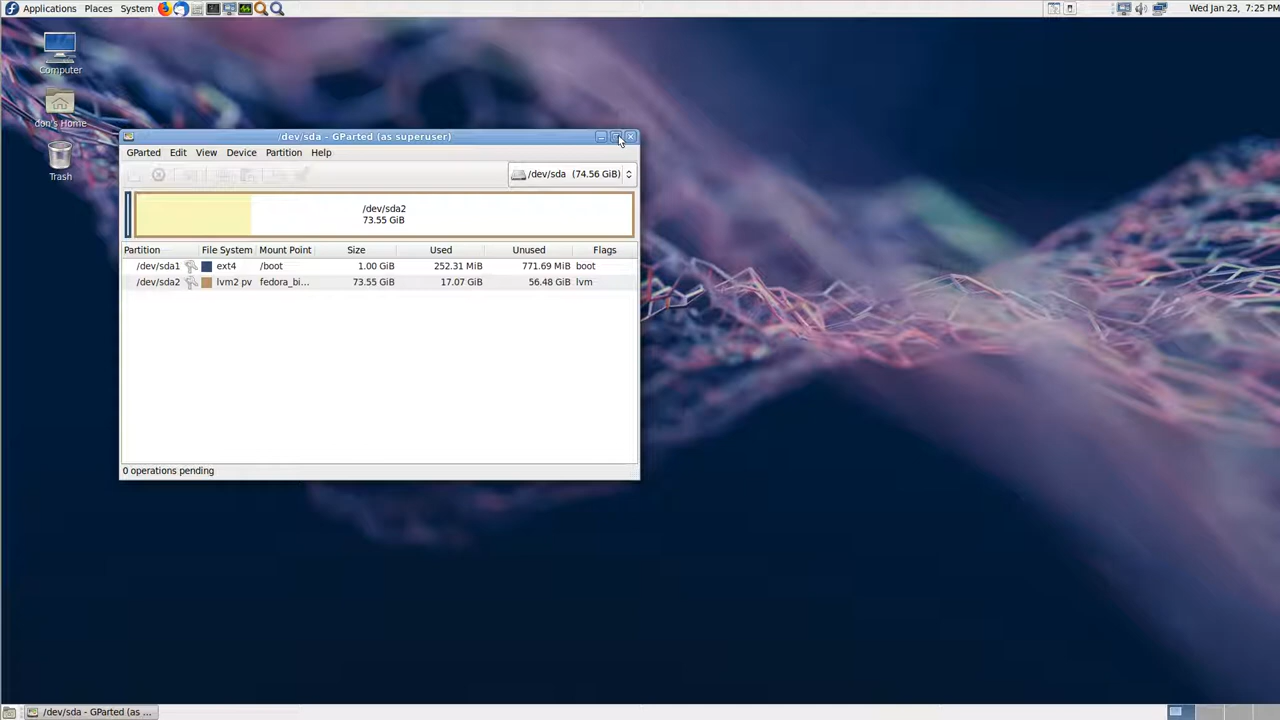 Applications Places System
Wed Jan 23, 7:25 PM
Computer
don's Home
Trash
/dev/sda - GParted (as superuser)
GParted Edit View Device Partition Help
/dev/sda (74.56 GiB)
/dev/sda2
73.55 GiB
Partition File System Mount Point Size Used Unused Flags
/dev/sda1 ext4 /boot 1.00 GiB 252.31 MiB 771.69 MiB boot
/dev/sda2 lvm2 pv fedora_bi... 73.55 GiB 17.07 GiB 56.48 GiB lvm
0 operations pending
/dev/sda - GParted (as ...